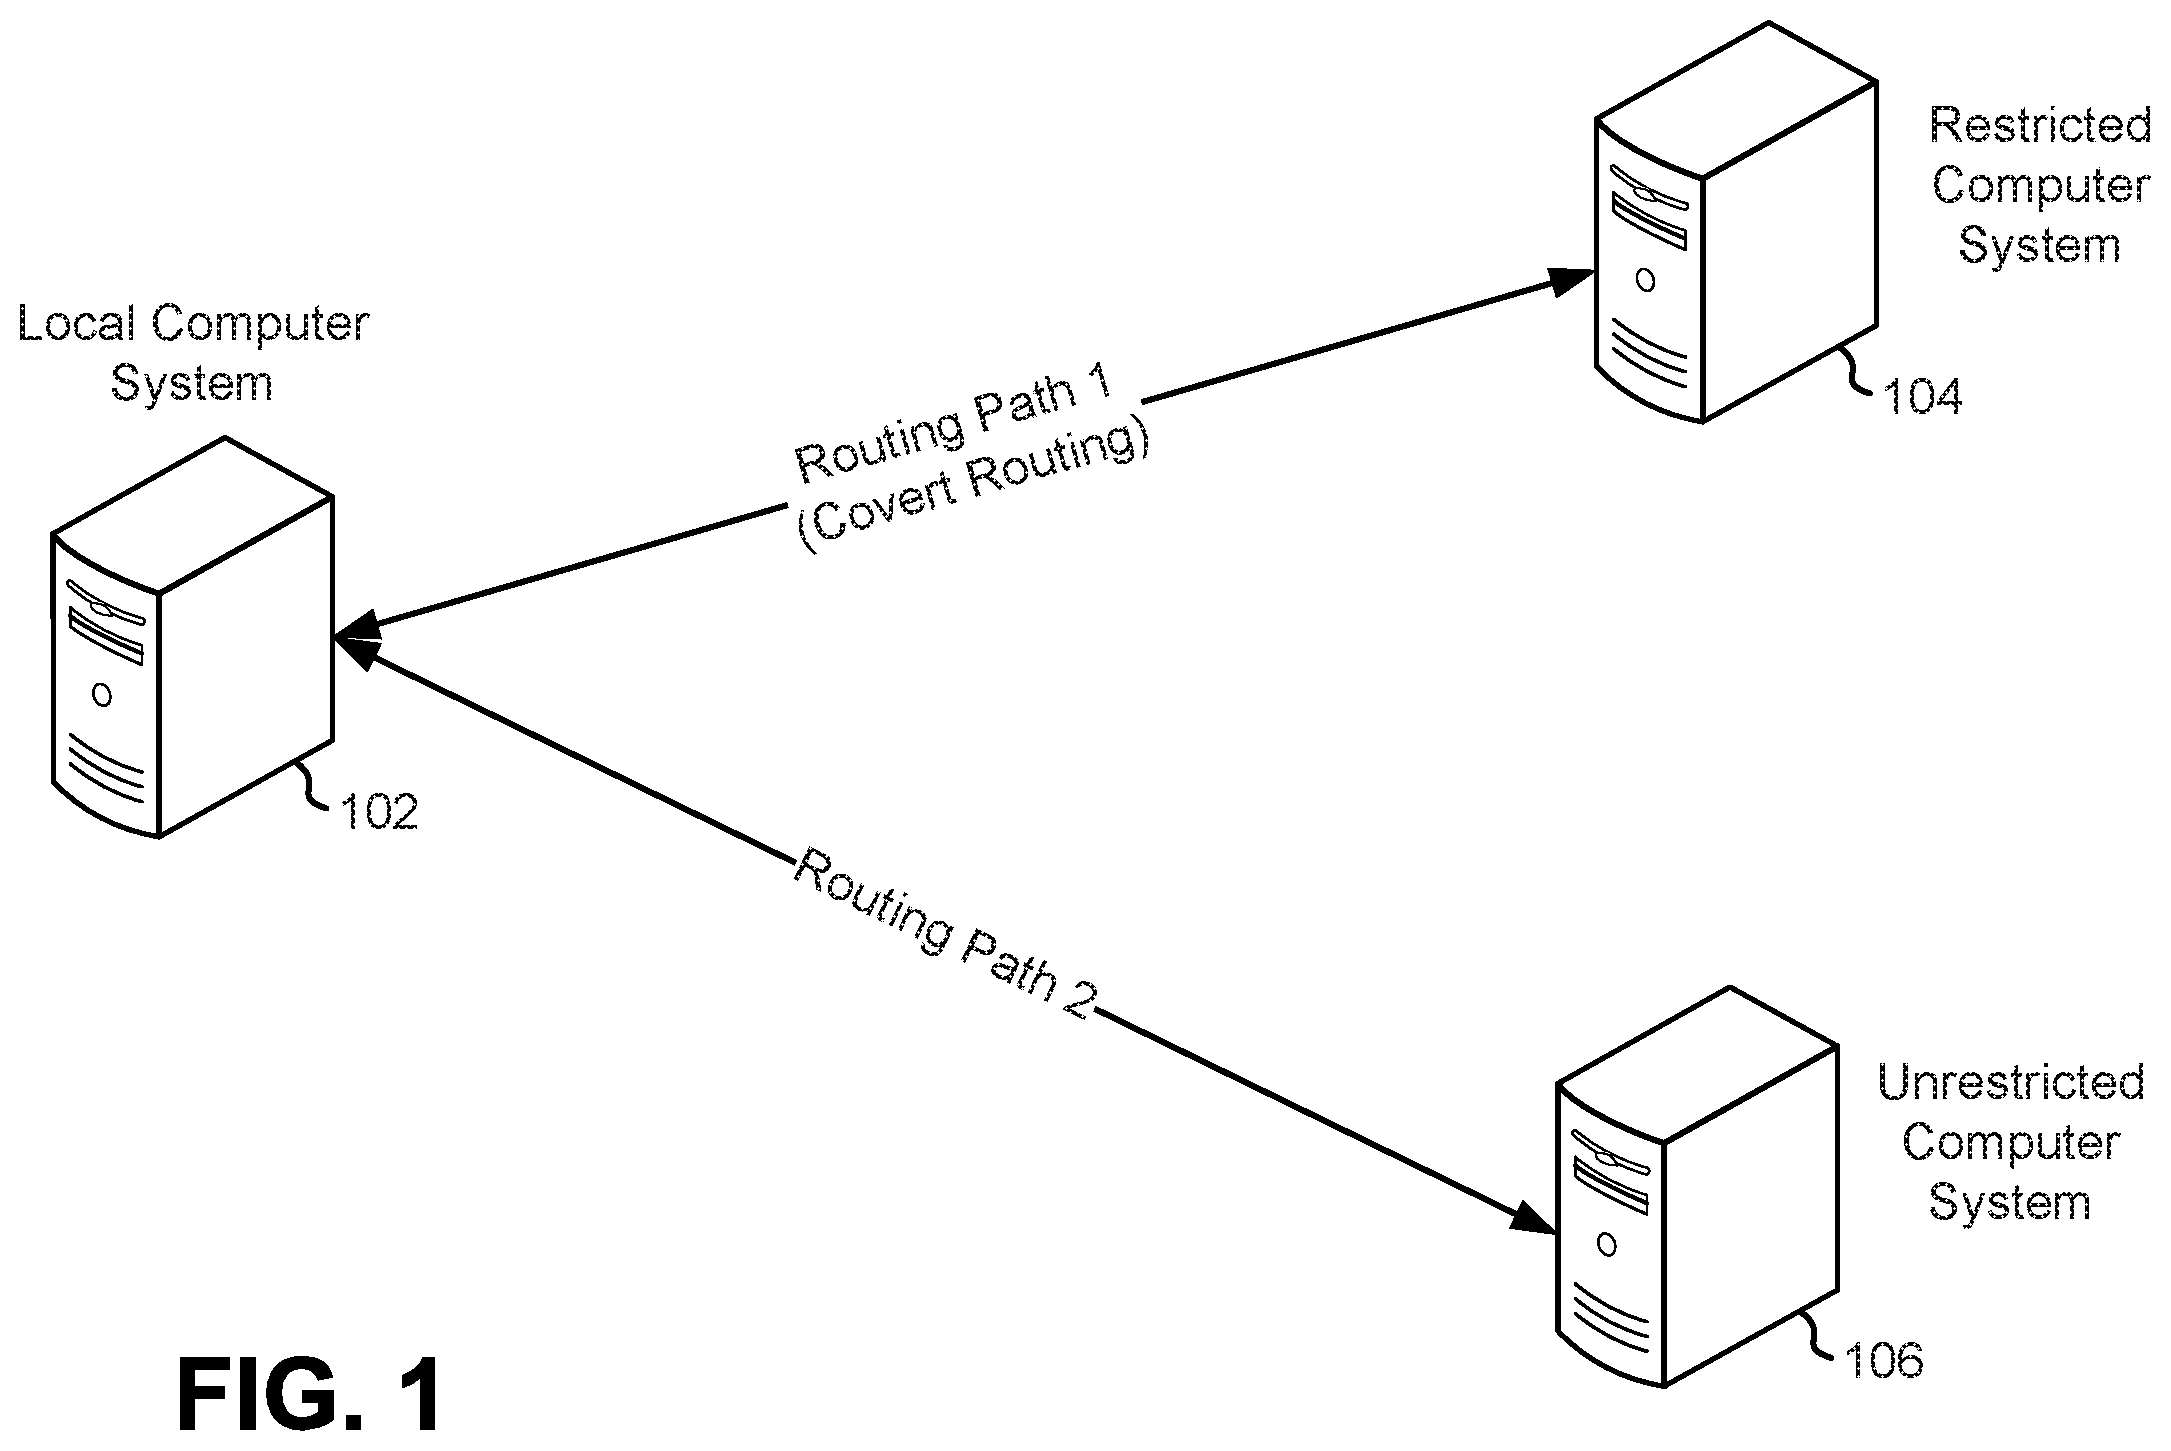 Restricted
Computer
System
104
Local Computer
System
102
Routing Path 1
(Covert Routing)
Routing Path 2
Unrestricted
Computer
System
106
FIG. 1